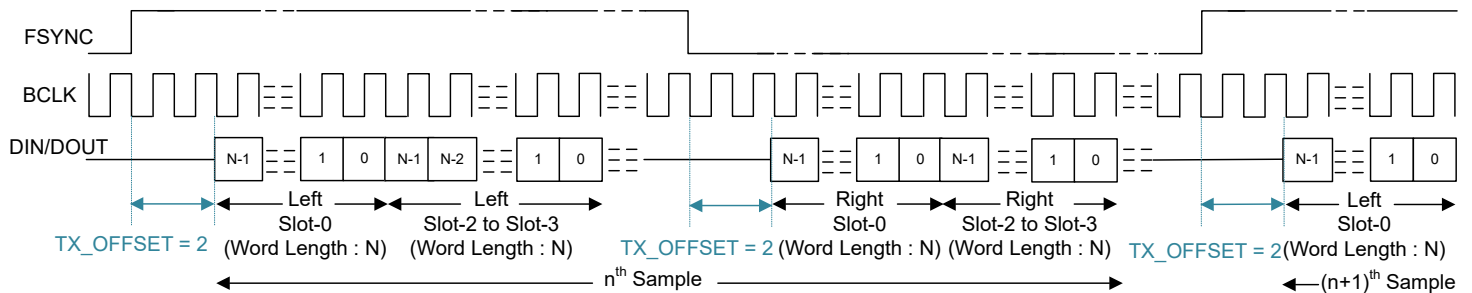 FSYNC
BCLK
DIN/DOUT
N-1 1 0 N-1 N-2 1 0 N-1 1 0 N-1 1 0 N-1 1 0
TX_OFFSET = 2
Left
Slot-0
(Word Length : N)
Left
Slot-2 to Slot-3
(Word Length : N)
TX_OFFSET = 2
Right
Slot-0
(Word Length : N)
Right
Slot-2 to Slot-3
(Word Length : N)
TX_OFFSET = 2
Left
Slot-0
(Word Length : N)
nth Sample
(n+1)th Sample